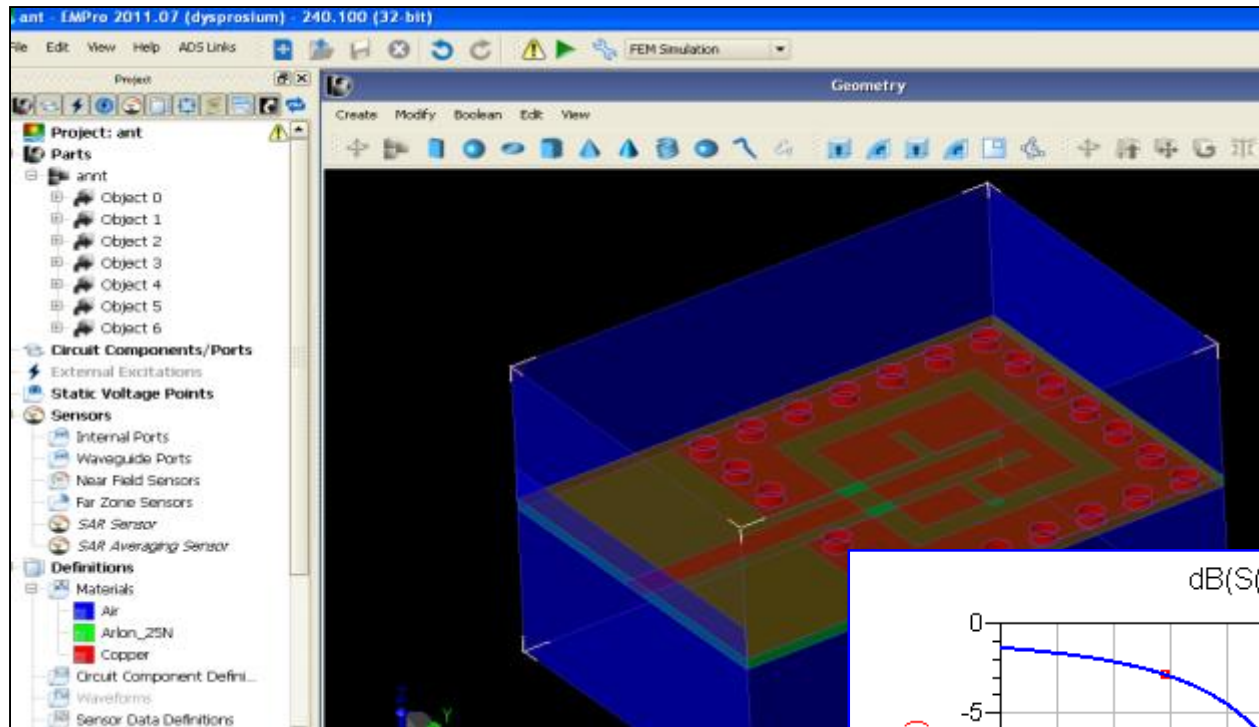 ant - EMPro 2011.07 (dysprosium) - 240.100 (32-bit)
File Edit View Help ADS Links FEM Simulation
Project
Geometry
Create Modify Boolean Edit View
Project: ant
Parts
annt
Object 0
Object 1
Object 2
Object 3
Object 4
Object 5
Object 6
Circuit Components/Ports
External Excitations
Static Voltage Points
Sensors
Internal Ports
Waveguide Ports
Near Field Sensors
Far Zone Sensors
SAR Sensor
SAR Averaging Sensor
Definitions
Materials
Air
Arlon_25N
Copper
Circuit Component Defini...
Waveforms
Sensor Data Definitions
Y
dB(S(
0
-5